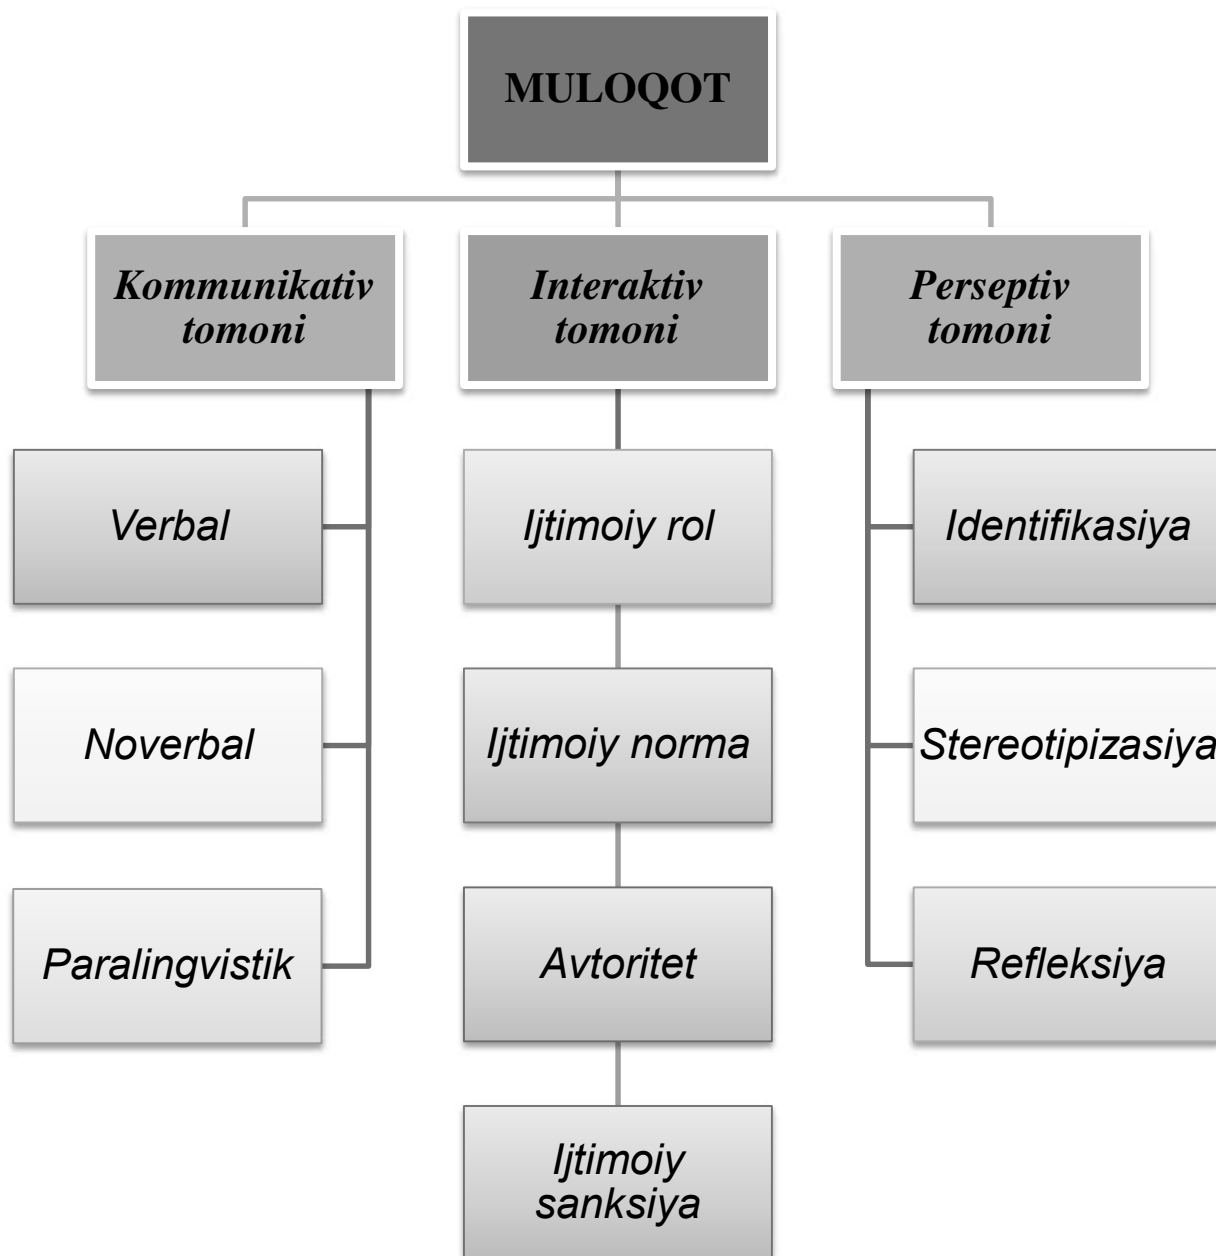 MULOQOT
Kommunikativ
tomoni
Interaktiv
tomoni
Perseptiv
tomoni
Verbal
Ijtimoiy rol
Identifikasiya
Noverbal
Ijtimoiy norma
Stereotipizasiya
Paralingvistik
Avtoritet
Refleksiya
Ijtimoiy
sanksiya